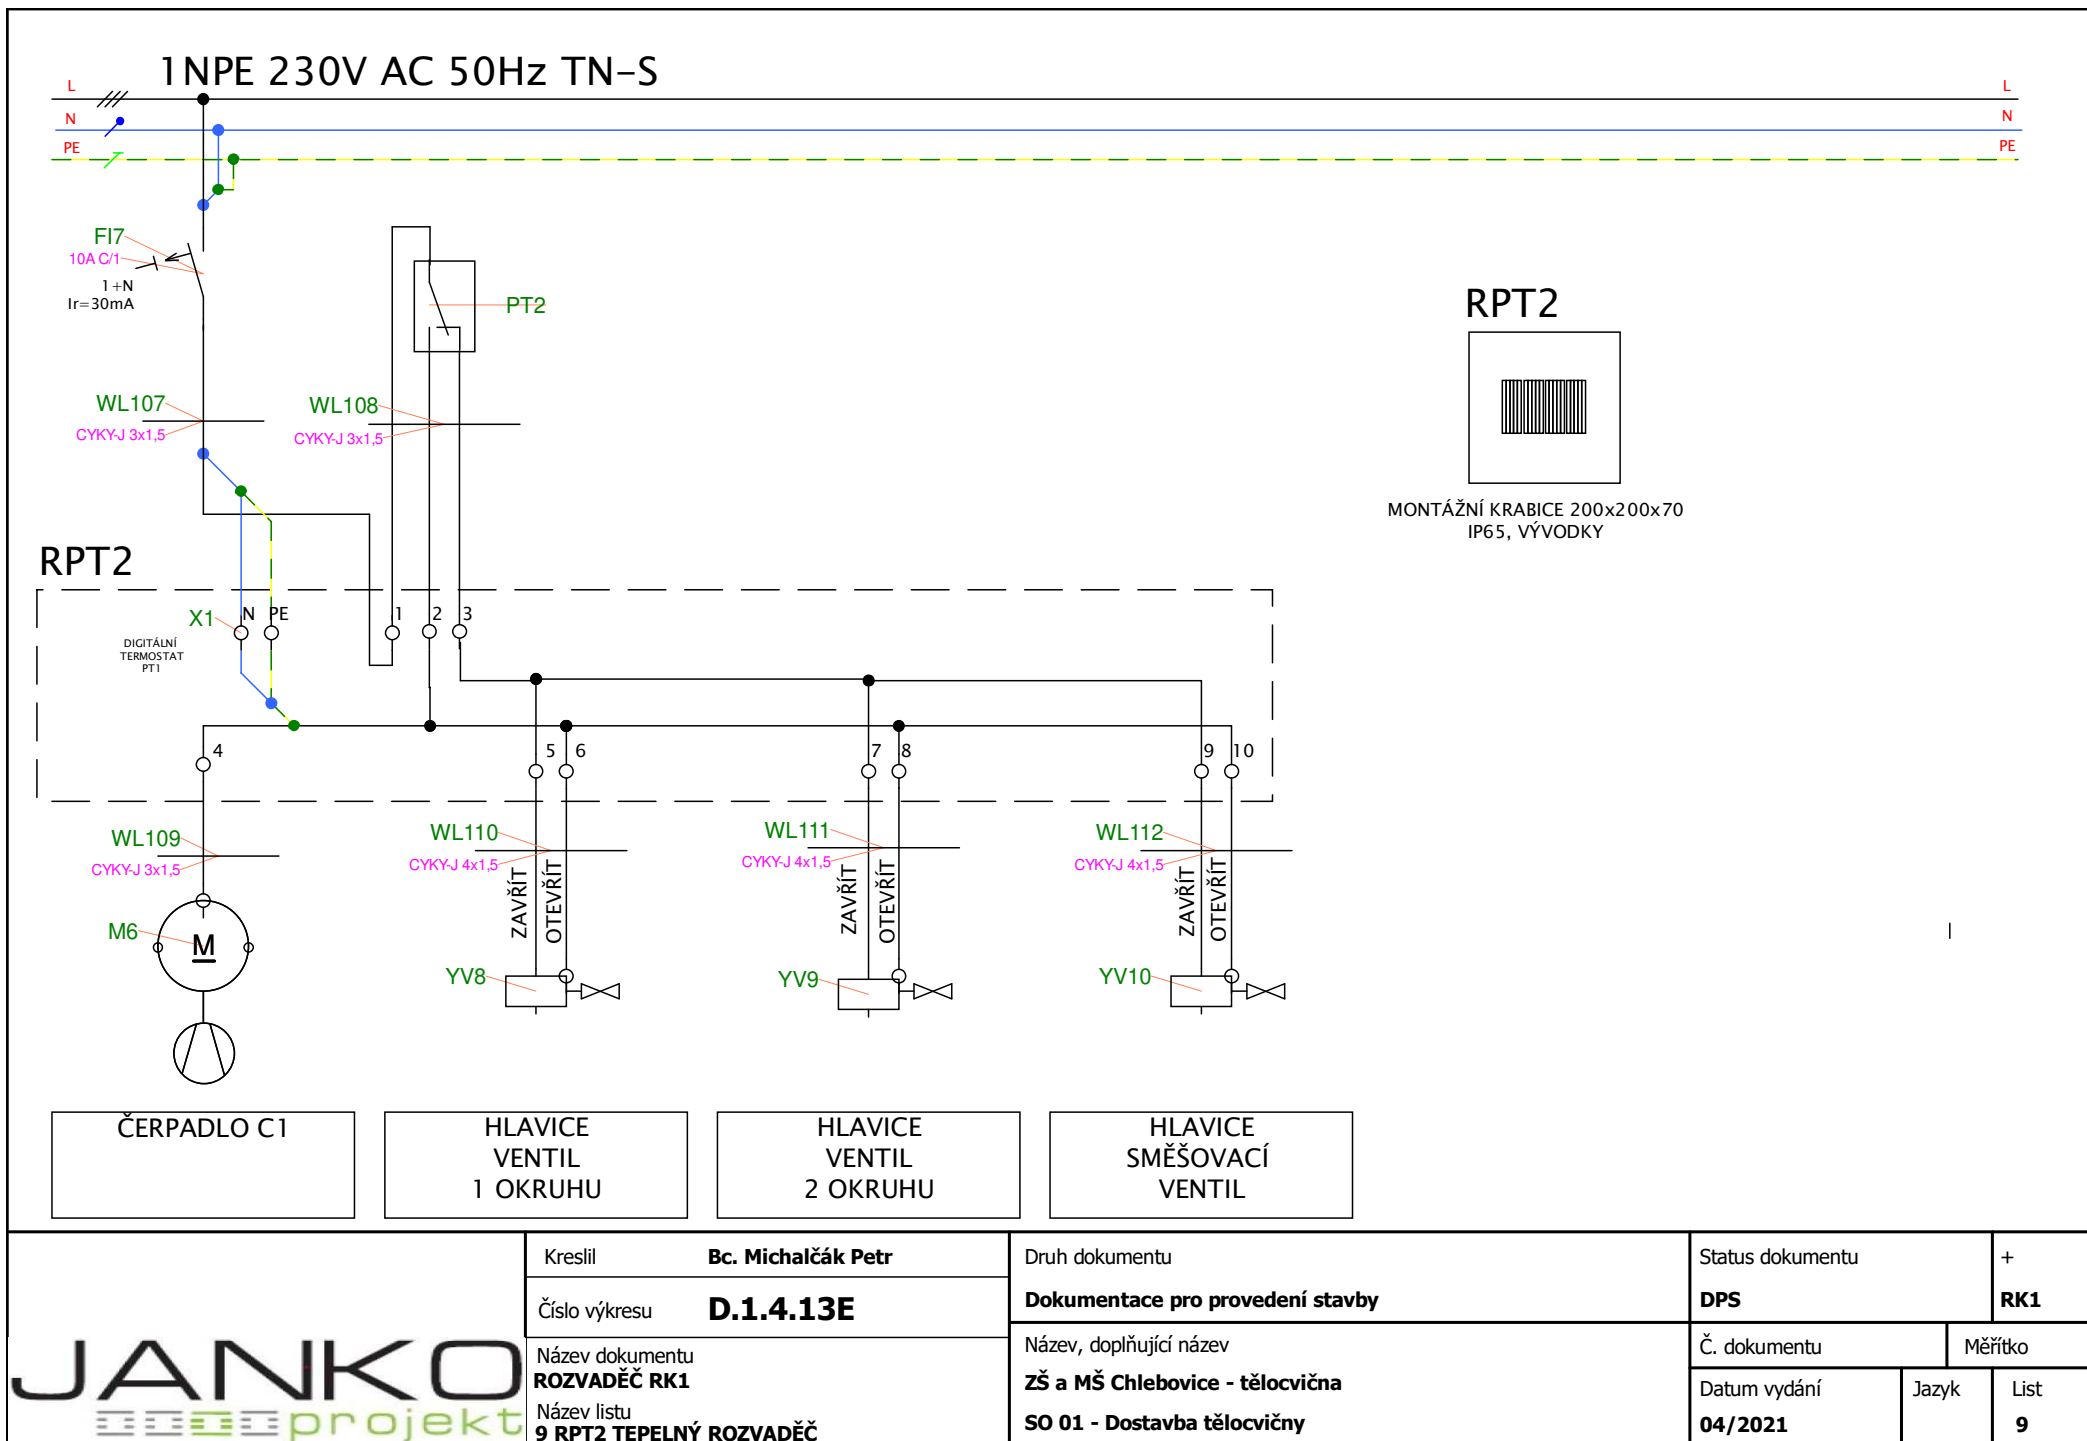 1NPE 230V AC 50Hz TN-S
L
L
N
N
PE
PE
FI7
10A C/1
1+N
Ir=30mA
PT2
RPT2
WL107
CYKY-J 3x1,5
WL108
CYKY-J 3x1,5
MONTÁŽNÍ KRABICE 200x200x70
IP65, VÝVODKY
RPT2
X1
N
PE
1
2
3
DIGITÁLNÍ
TERMOSTAT
PT1
4
5
6
7
8
9
10
WL109
CYKY-J 3x1,5
WL110
CYKY-J 4x1,5
ZAVŘÍT
OTEVŘÍT
WL111
CYKY-J 4x1,5
ZAVŘÍT
OTEVŘÍT
WL112
CYKY-J 4x1,5
ZAVŘÍT
OTEVŘÍT
M6
M
YV8
YV9
YV10
ČERPADLO C1
HLAVICE
VENTIL
1 OKRUHU
HLAVICE
VENTIL
2 OKRUHU
HLAVICE
SMĚŠOVACÍ
VENTIL
JANKO
projekt
Kreslil Bc. Michalčák Petr
Číslo výkresu D.1.4.13E
Název dokumentu
ROZVADĚČ RK1
Název listu
9 RPT2 TEPELNÝ ROZVADĚČ
Druh dokumentu
Dokumentace pro provedení stavby
Název, doplňující název
ZŠ a MŠ Chlebovice - tělocvična
SO 01 - Dostavba tělocvičny
Status dokumentu
DPS
+
RK1
Č. dokumentu
Měřítko
Datum vydání
04/2021
Jazyk
List
9